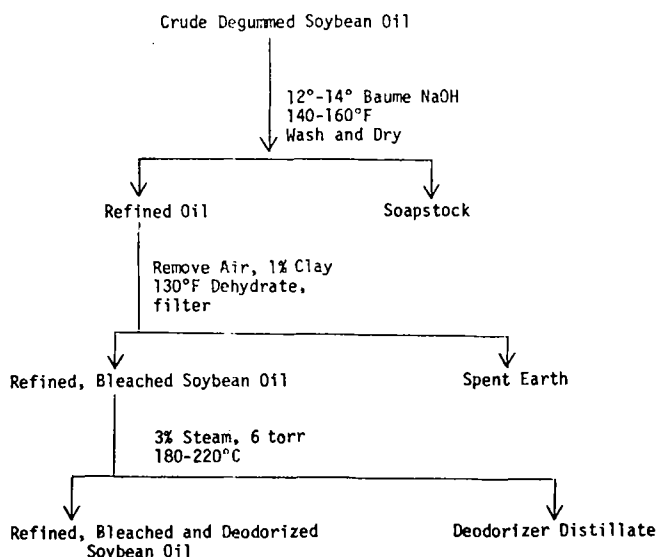 Crude Degummed Soybean Oil
12°-14° Baume NaOH
140-160°F
Wash and Dry
Refined Oil
Soapstock
Remove Air, 1% Clay
130°F Dehydrate,
filter
Refined, Bleached Soybean Oil
Spent Earth
3% Steam, 6 torr
180-220°C
Refined, Bleached and Deodorized
Soybean Oil
Deodorizer Distillate